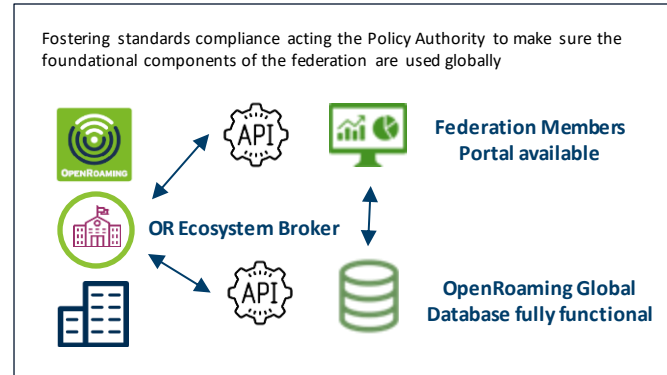 Fostering standards compliance acting the Policy Authority to make sure the
foundational components of the federation are used globally
OPENROAMING
API
Federation Members
Portal available
OR Ecosystem Broker
API
OpenRoaming Global
Database fully functional